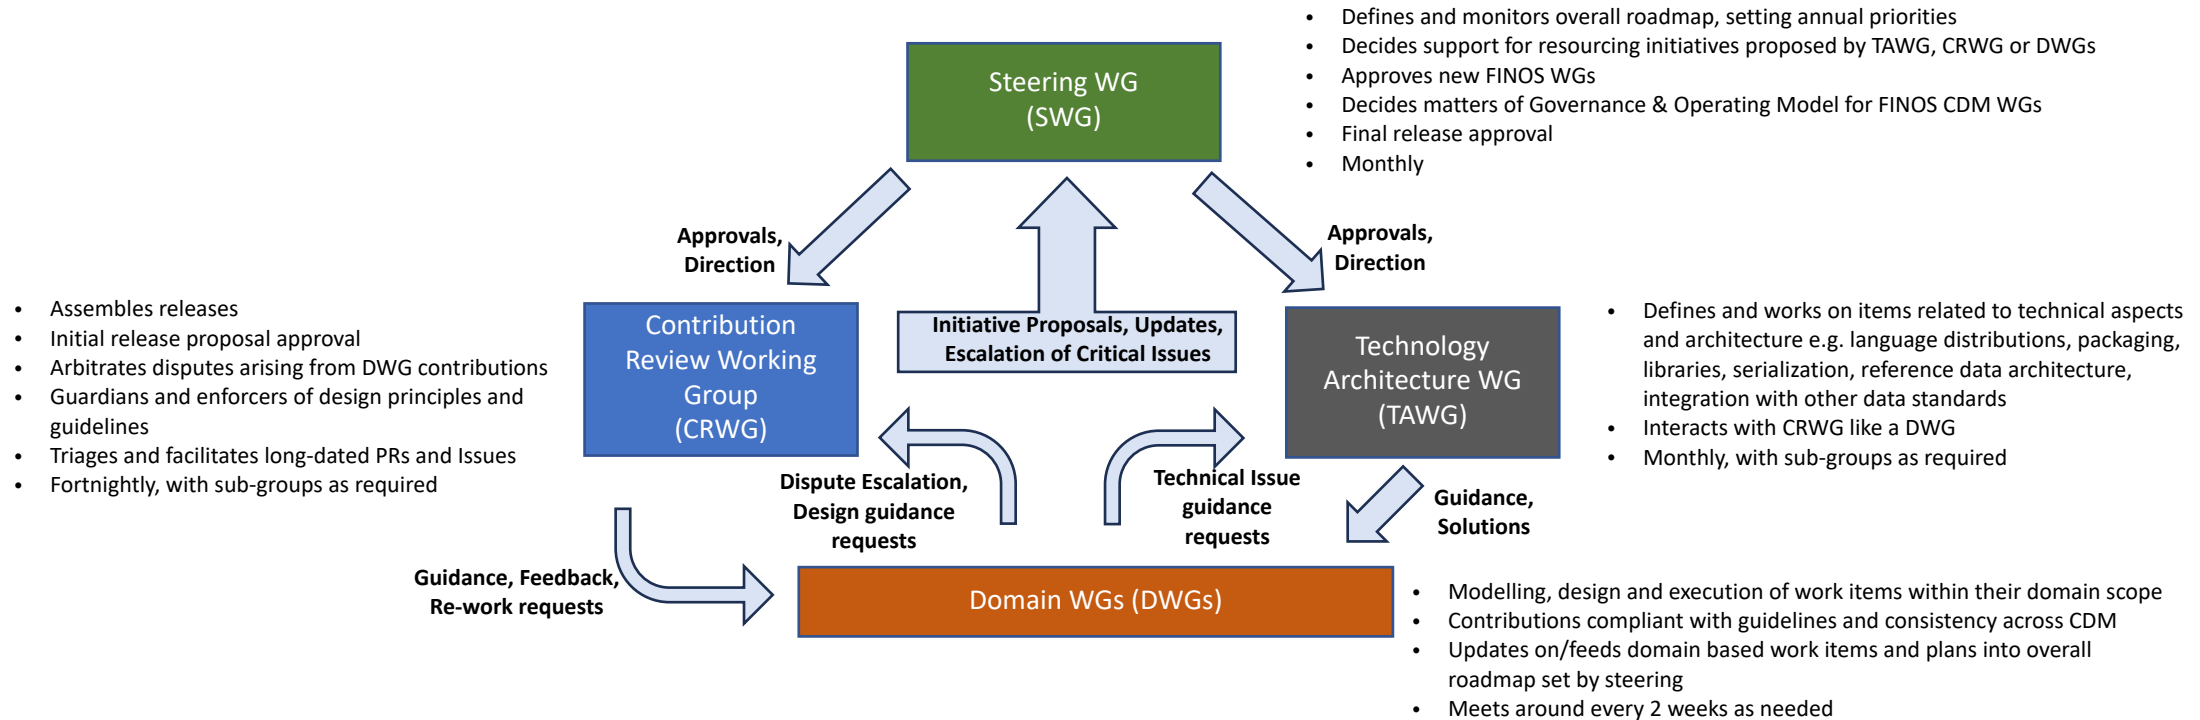 • Defines and monitors overall roadmap, setting annual priorities
• Decides support for resourcing initiatives proposed by TAWG, CRWG or DWGs
• Approves new FINOS WGs
• Decides matters of Governance & Operating Model for FINOS CDM WGs
• Final release approval
• Monthly
Steering WG
(SWG)
Approvals,
Direction
Approvals,
Direction
Initiative Proposals, Updates,
Escalation of Critical Issues
• Assembles releases
• Initial release proposal approval
• Arbitrates disputes arising from DWG contributions
• Guardians and enforcers of design principles and
guidelines
• Triages and facilitates long-dated PRs and Issues
• Fortnightly, with sub-groups as required
Contribution
Review Working
Group
(CRWG)
Technology
Architecture WG
(TAWG)
• Defines and works on items related to technical aspects
and architecture e.g. language distributions, packaging,
libraries, serialization, reference data architecture,
integration with other data standards
• Interacts with CRWG like a DWG
• Monthly, with sub-groups as required
Dispute Escalation,
Design guidance
requests
Technical Issue
guidance
requests
Guidance,
Solutions
Guidance, Feedback,
Re-work requests
Domain WGs (DWGs)
• Modelling, design and execution of work items within their domain scope
• Contributions compliant with guidelines and consistency across CDM
• Updates on/feeds domain based work items and plans into overall
roadmap set by steering
• Meets around every 2 weeks as needed